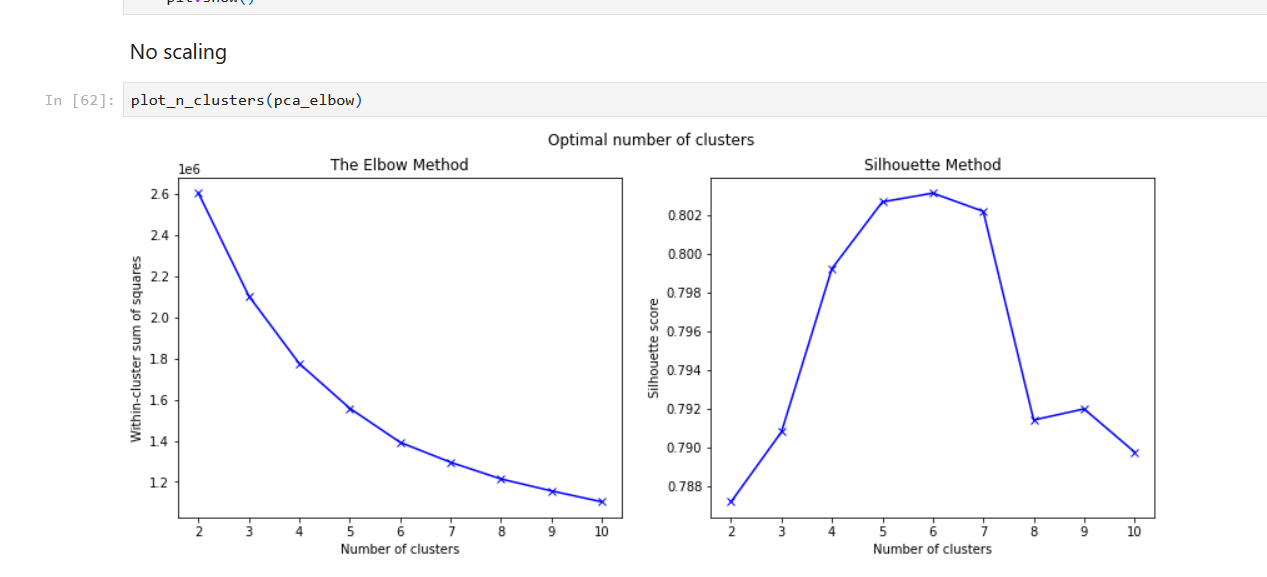 plt.show()
No scaling
In [62]: plot_n_clusters(pca_elbow)
Optimal number of clusters
The Elbow Method
1e6
2.6
2.4
2.2
2.0
1.8
1.6
1.4
1.2
Within-cluster sum of squares
2 3 4 5 6 7 8 9 10
Number of clusters
Silhouette Method
0.802
0.800
0.798
0.796
0.794
0.792
0.790
0.788
Silhouette score
2 3 4 5 6 7 8 9 10
Number of clusters